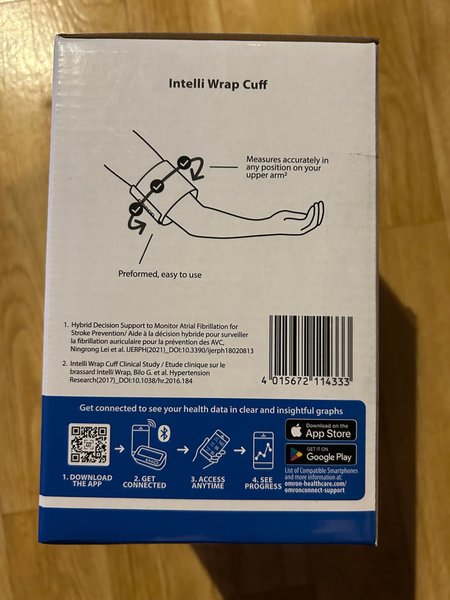 Intelli Wrap Cuff
Measures accurately in
any position on your
upper arm²
Preformed, easy to use
1. Hybrid Decision Support to Monitor Atrial Fibrillation for
Stroke Prevention/ Aide à la décision hybride pour surveiller
la fibrillation auriculaire pour la prévention des AVC,
Ningrong Lei et al. IJERPH(2021)_DOI:10.3390/ijerph18020813
2. Intelli Wrap Cuff Clinical Study / Etude clinique sur le
brassard Intelli Wrap, Bilo G. et al. Hypertension
Research(2017)_DOI:10.1038/hr.2016.184
4 015672 114333
Get connected to see your health data in clear and insightful graphs
1. DOWNLOAD
THE APP
2. GET
CONNECTED
3. ACCESS
ANYTIME
4. SEE
PROGRESS
Download on the
App Store
GET IT ON
Google Play
List of Compatible Smartphones
and more information at:
omron-healthcare.com/
omronconnect-support